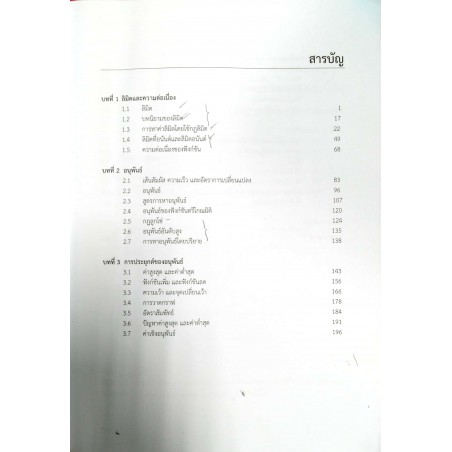 สารบัญ
บทที่ 1 ลิมิตและความต่อเนื่อง
1.1 ลิมิต 1
1.2 บทนิยามของลิมิต 17
1.3 การหาค่าลิมิตโดยใช้กฎลิมิต 22
1.4 ลิมิตที่อนันต์และลิมิตอนันต์ 49
1.5 ความต่อเนื่องของฟังก์ชัน 68
บทที่ 2 อนุพันธ์
2.1 เส้นสัมผัส ความเร็ว และอัตราการเปลี่ยนแปลง 83
2.2 อนุพันธ์ 96
2.3 สูตรการหาอนุพันธ์ 107
2.4 อนุพันธ์ของฟังก์ชันตรีโกณมิติ 120
2.5 กฎลูกโซ่ 124
2.6 อนุพันธ์อันดับสูง 135
2.7 การหาอนุพันธ์โดยปริยาย 138
บทที่ 3 การประยุกต์ของอนุพันธ์
3.1 ค่าสูงสุด และค่าต่ำสุด 143
3.2 ฟังก์ชันเพิ่ม และฟังก์ชันลด 156
3.3 ความเว้า และจุดเปลี่ยนเว้า 166
3.4 การวาดกราฟ 178
3.5 อัตราสัมพัทธ์ 184
3.6 ปัญหาค่าสูงสุด และค่าต่ำสุด 191
3.7 ค่าเชิงอนุพันธ์ 196